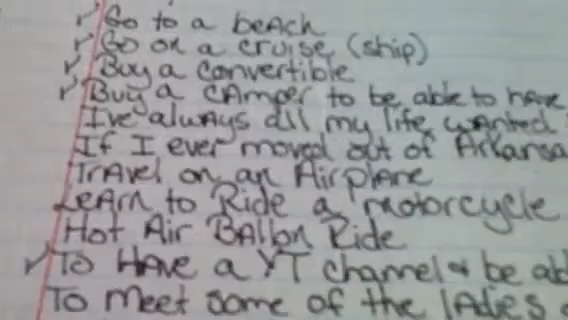 Go to a beach
Go on a cruise (ship)
Buy a convertible
Buy a camper to be able to have
I've always all my life wanted
If I ever moved out of Arkansa
Travel on an Airplane
Learn to Ride a motorcycle
Hot Air Ballon Ride
To Have a YT channel & be abl
To meet some of the ladies